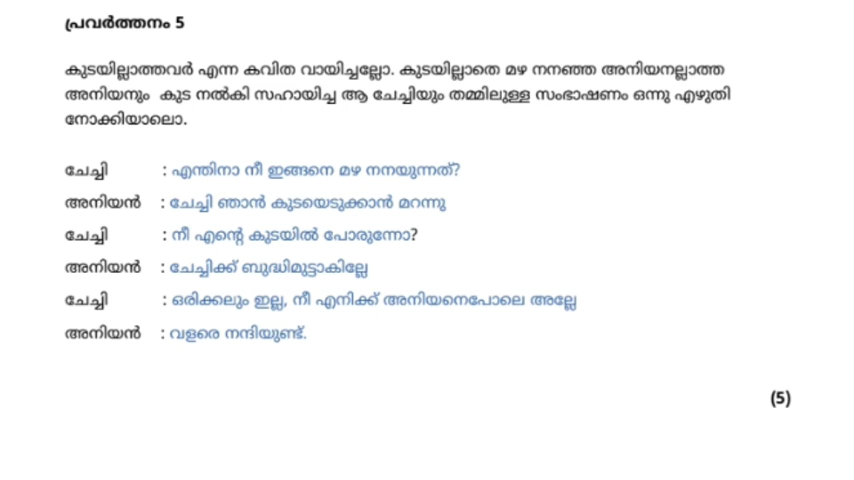 പ്രവർത്തനം 5
കുടയില്ലാത്തവർ എന്ന കവിത വായിച്ചല്ലോ. കുടയില്ലാതെ മഴ നനഞ്ഞ അനിയനല്ലാത്ത
അനിയനും കുട നൽകി സഹായിച്ച ആ ചേച്ചിയും തമ്മിലുള്ള സംഭാഷണം ഒന്നു എഴുതി
നോക്കിയാലൊ.
ചേച്ചി : എന്തിനാ നീ ഇങ്ങനെ മഴ നനയുന്നത്?
അനിയൻ : ചേച്ചി ഞാൻ കുടയെടുക്കാൻ മറന്നു
ചേച്ചി : നീ എന്റെ കുടയിൽ പോരുന്നോ?
അനിയൻ : ചേച്ചിക്ക് ബുദ്ധിമുട്ടാകില്ലേ
ചേച്ചി : ഒരിക്കലും ഇല്ല, നീ എനിക്ക് അനിയനെപോലെ അല്ലേ
അനിയൻ : വളരെ നന്ദിയുണ്ട്.
(5)